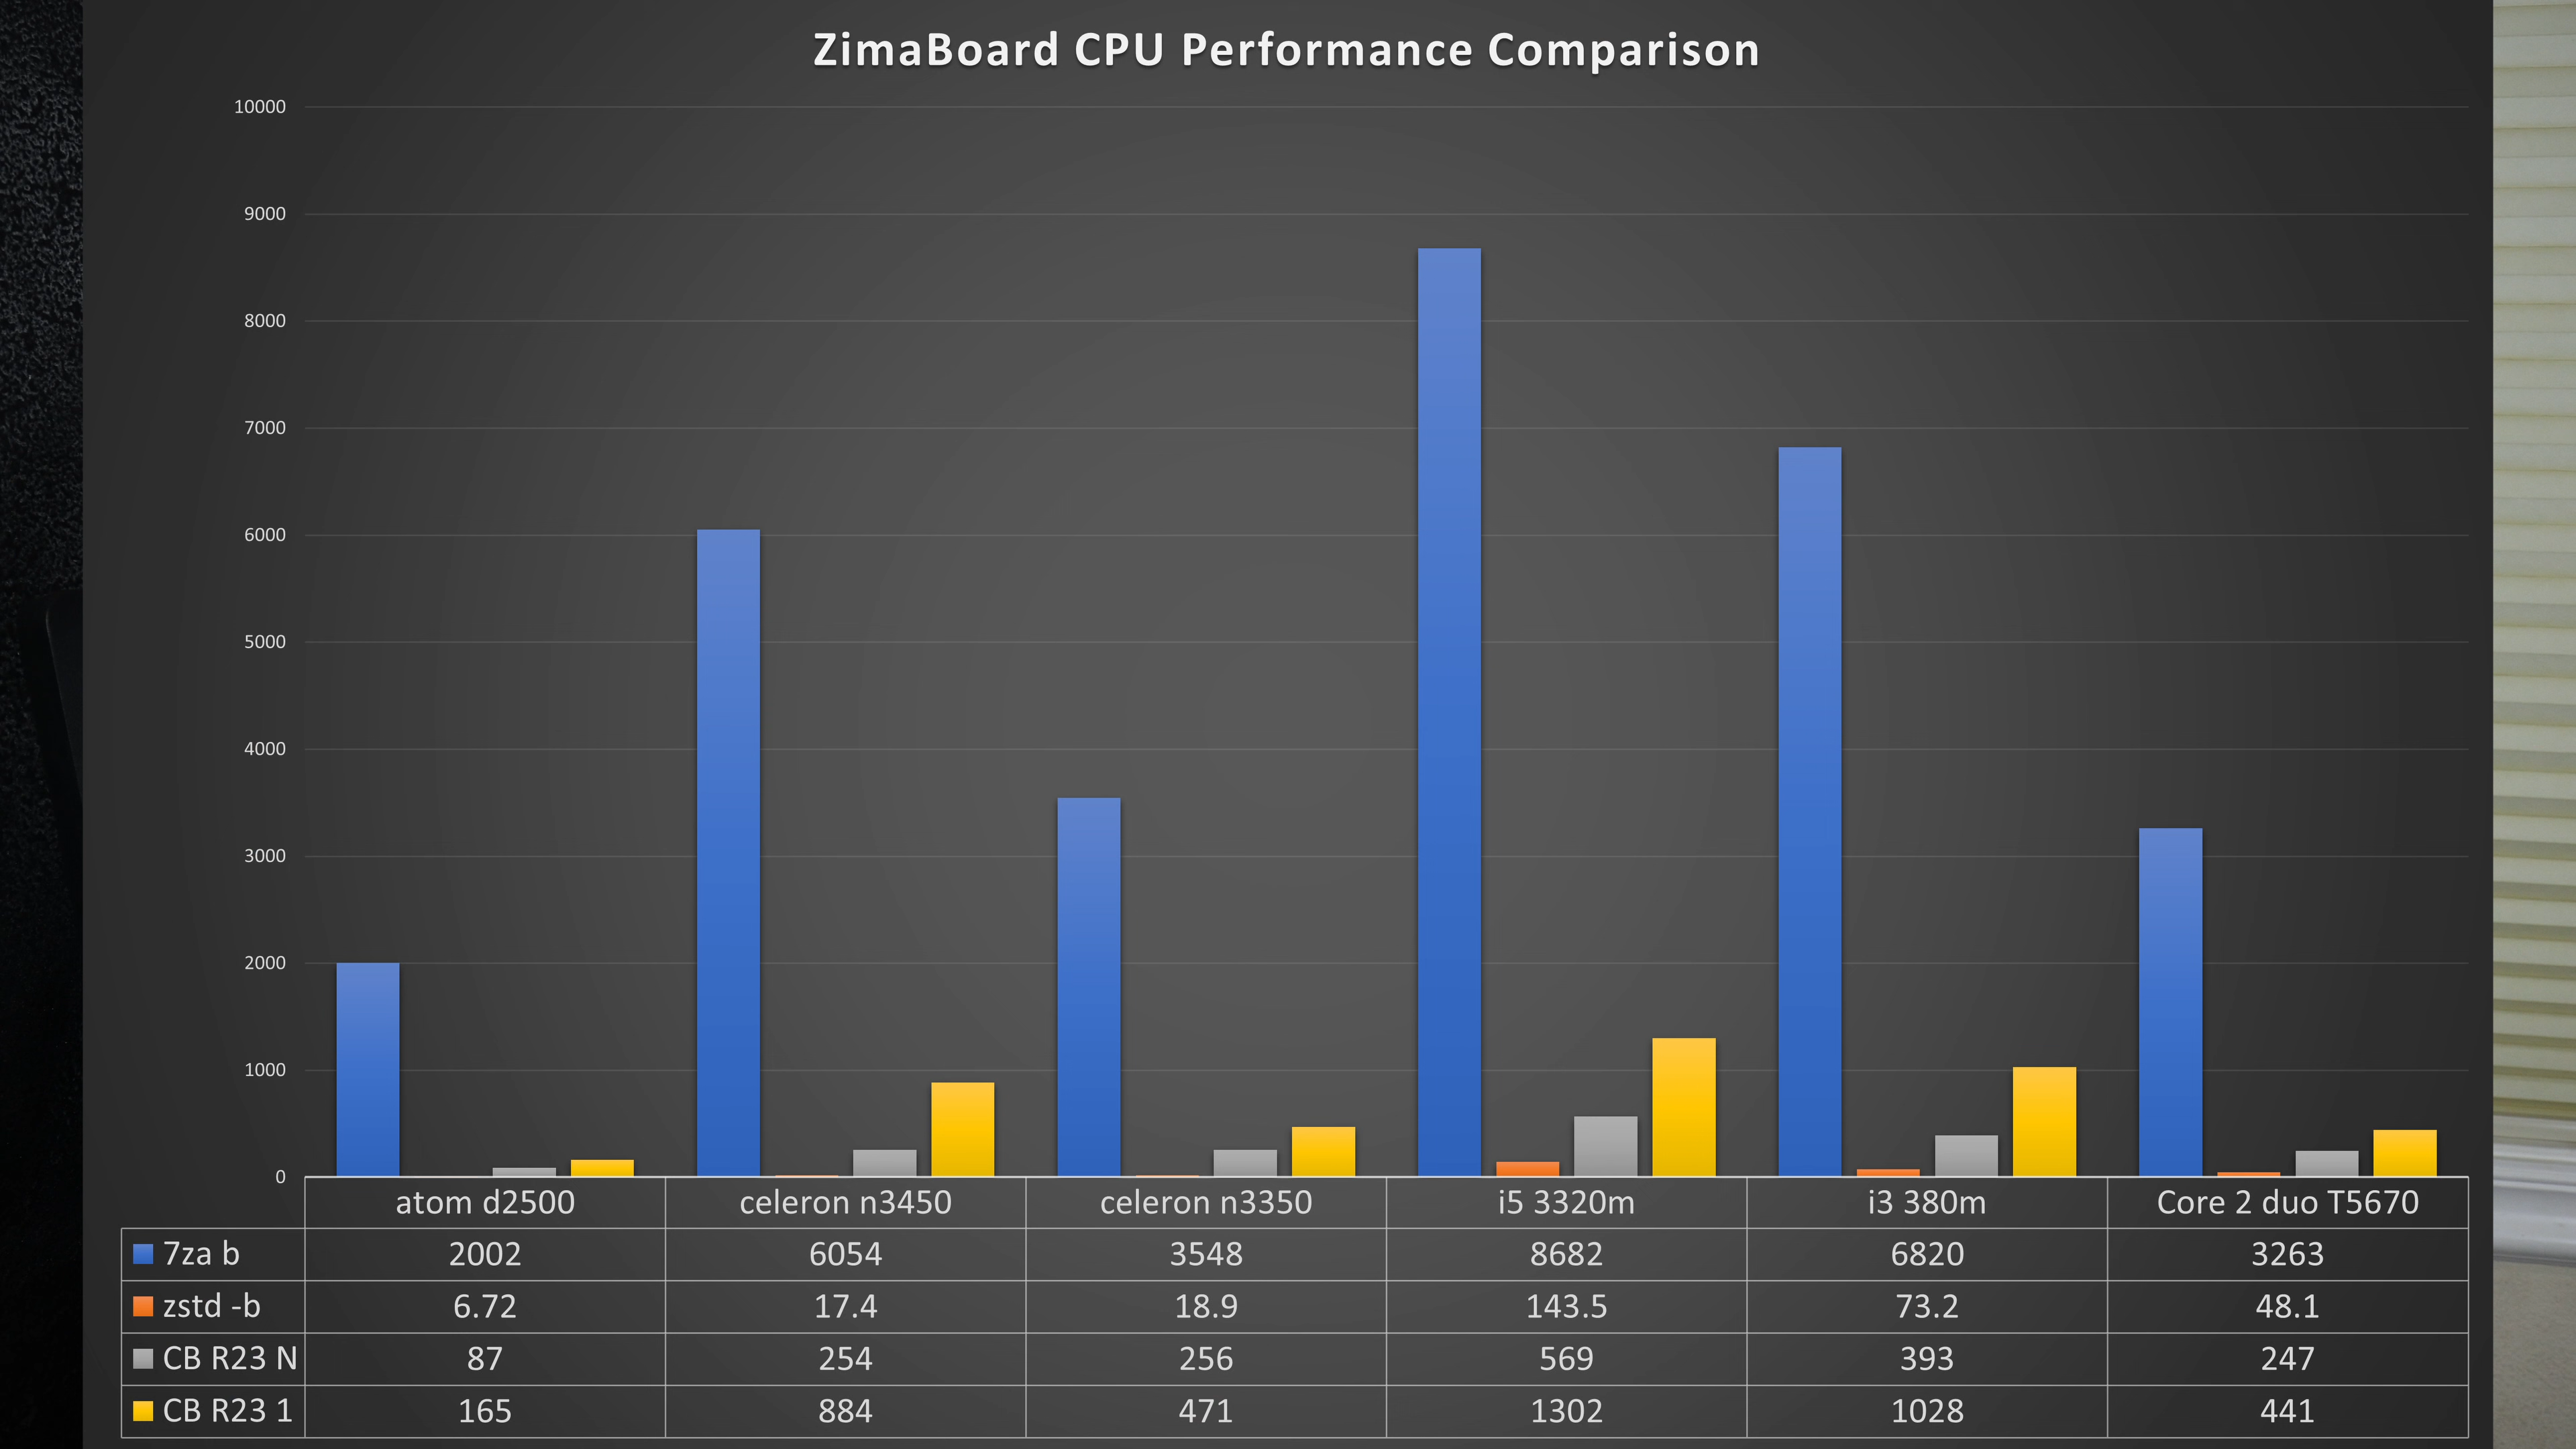 ZimaBoard CPU Performance Comparison
10000
9000
8000
7000
6000
5000
4000
3000
2000
1000
0
atom d2500 celeron n3450 celeron n3350 i5 3320m i3 380m Core 2 duo T5670
7za b 2002 6054 3548 8682 6820 3263
zstd -b 6.72 17.4 18.9 143.5 73.2 48.1
CB R23 N 87 254 256 569 393 247
CB R23 1 165 884 471 1302 1028 441